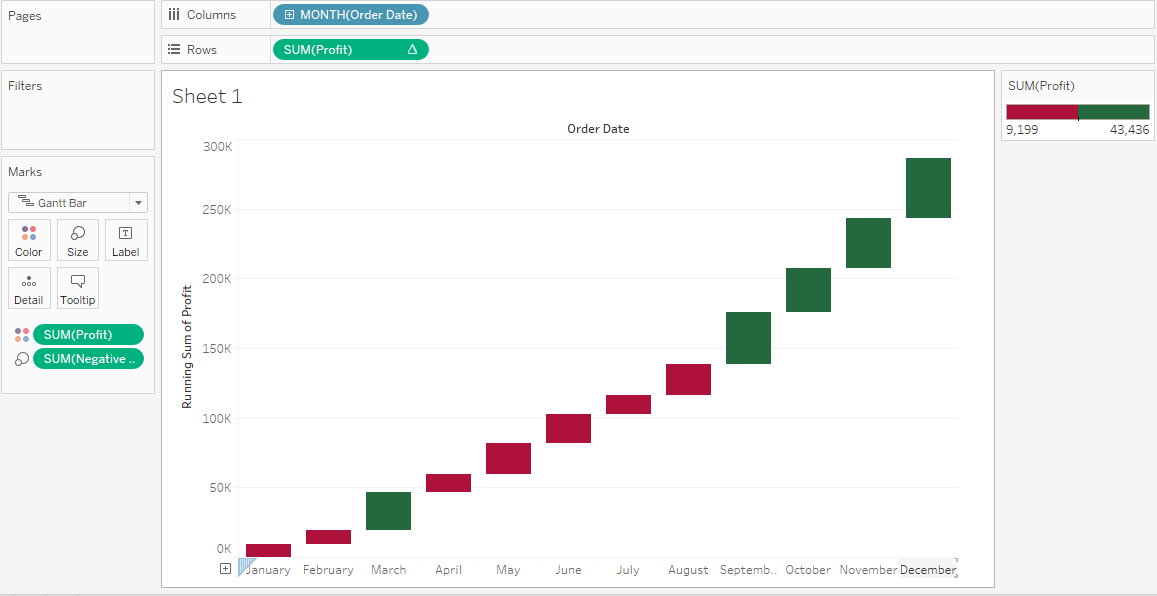 Pages
Columns
MONTH(Order Date)
Rows
SUM(Profit)
Filters
Marks
Gantt Bar
Color
Size
Label
Detail
Tooltip
SUM(Profit)
SUM(Negative ..
Sheet 1
Order Date
Running Sum of Profit
300K
250K
200K
150K
100K
50K
0K
January February March April May June July August Septemb.. October November December
SUM(Profit)
9,199 43,436